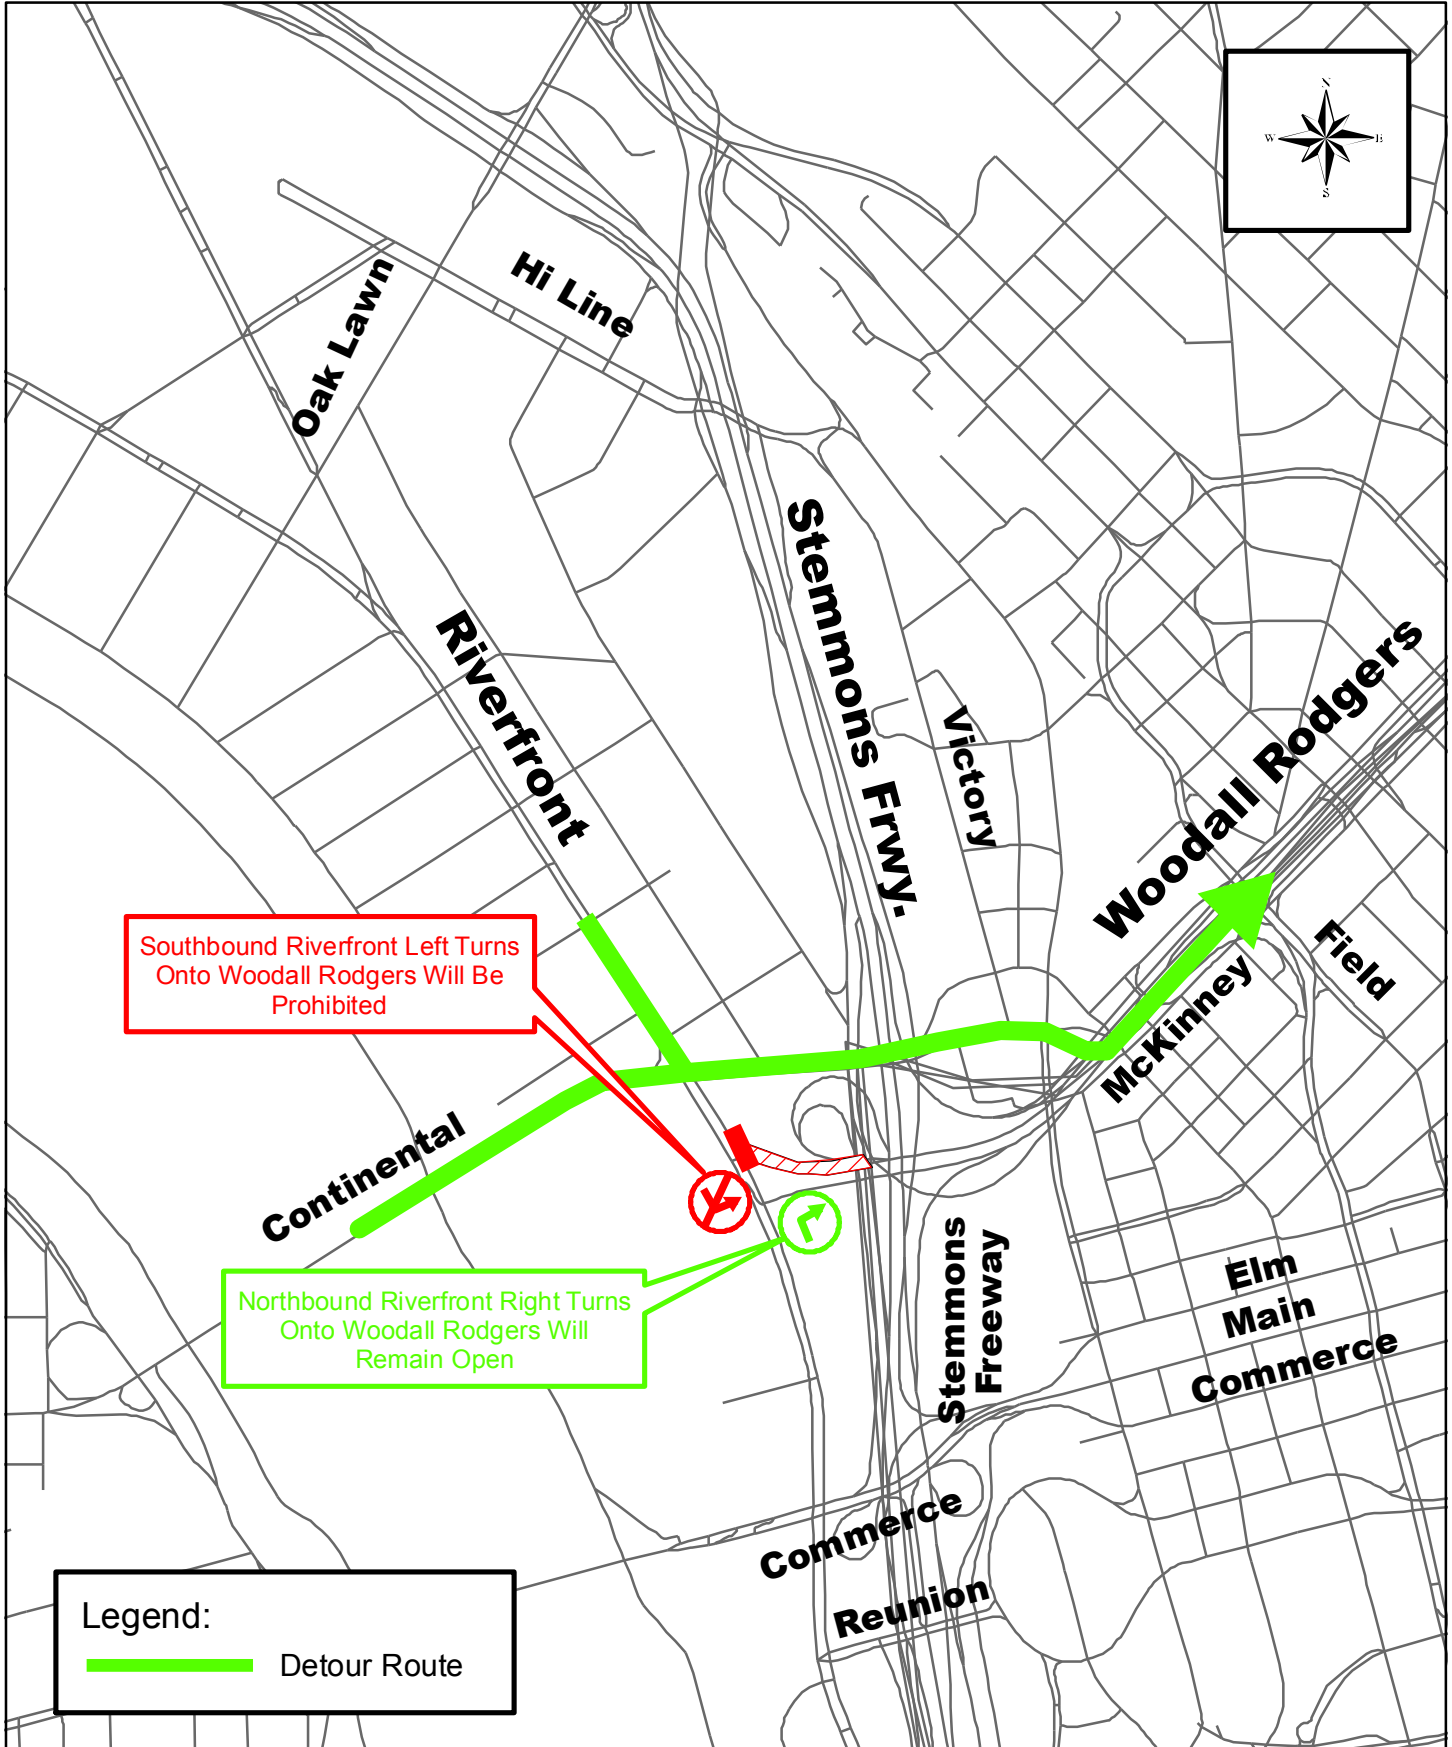 N
W
E
S
Hi Line
Oak Lawn
Stemmons Frwy.
Riverfront
Woodall Rodgers
Victory
Southbound Riverfront Left Turns
Onto Woodall Rodgers Will Be
Prohibited
Field
McKinney
Continental
Northbound Riverfront Right Turns
Onto Woodall Rodgers Will
Remain Open
Stemmons
Freeway
Elm
Main
Commerce
Commerce
Reunion
Legend:
Detour Route